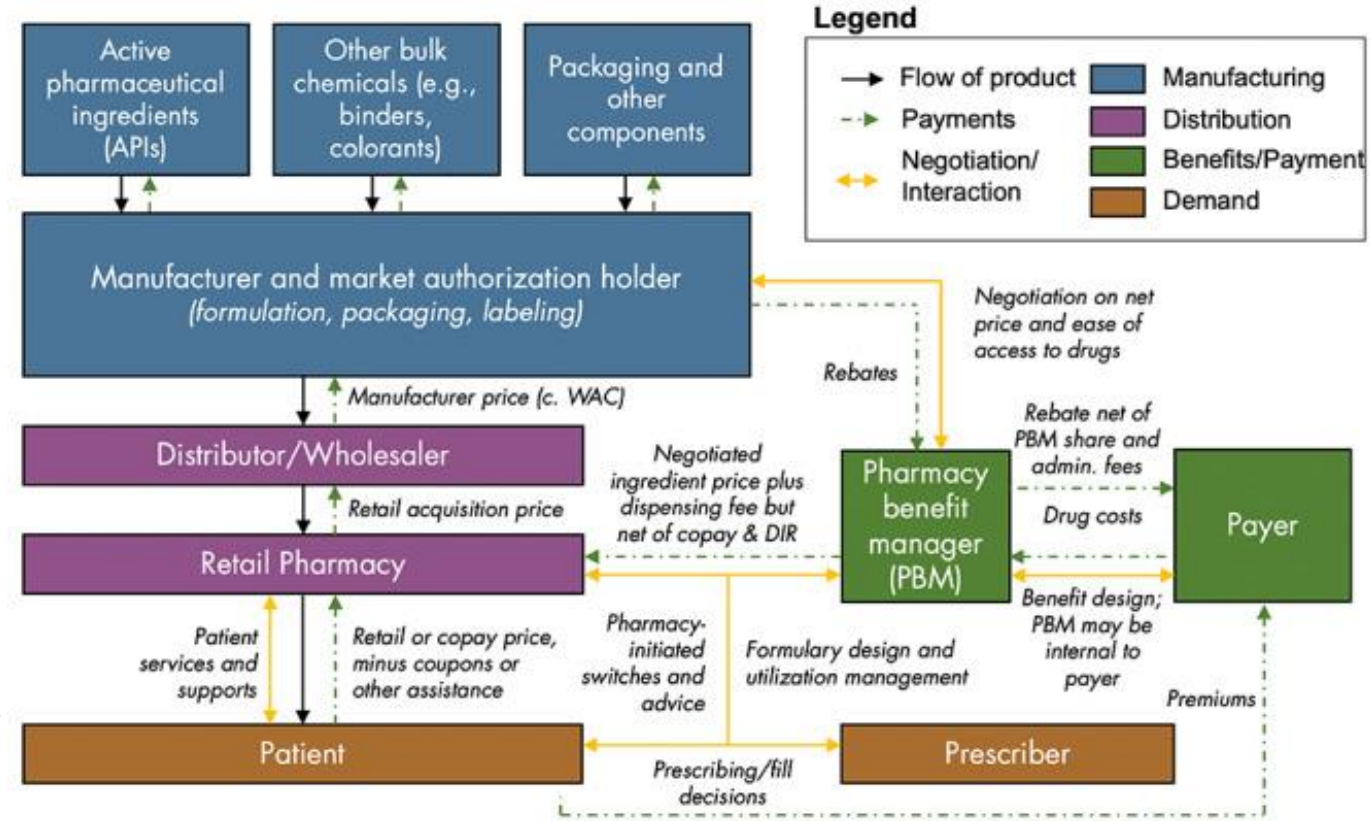 Legend
Flow of product
Payments
Negotiation/
Interaction
Manufacturing
Distribution
Benefits/Payment
Demand
Active
pharmaceutical
ingredients
(APIs)
Other bulk
chemicals (e.g.,
binders,
colorants)
Packaging and
other
components
Manufacturer and market authorization holder
(formulation, packaging, labeling)
Negotiation on net
price and ease of
access to drugs
Rebates
Manufacturer price (c. WAC)
Distributor/Wholesaler
Retail acquisition price
Retail Pharmacy
Negotiated
ingredient price plus
dispensing fee but
net of copay & DIR
Pharmacy
benefit
manager
(PBM)
Rebate net of
PBM share and
admin. fees
Drug costs
Payer
Benefit design;
PBM may be
internal to
payer
Patient
services and
supports
Retail or copay price,
minus coupons or
other assistance
Pharmacy-
initiated
switches and
advice
Formulary design and
utilization management
Premiums
Patient
Prescriber
Prescribing/fill
decisions